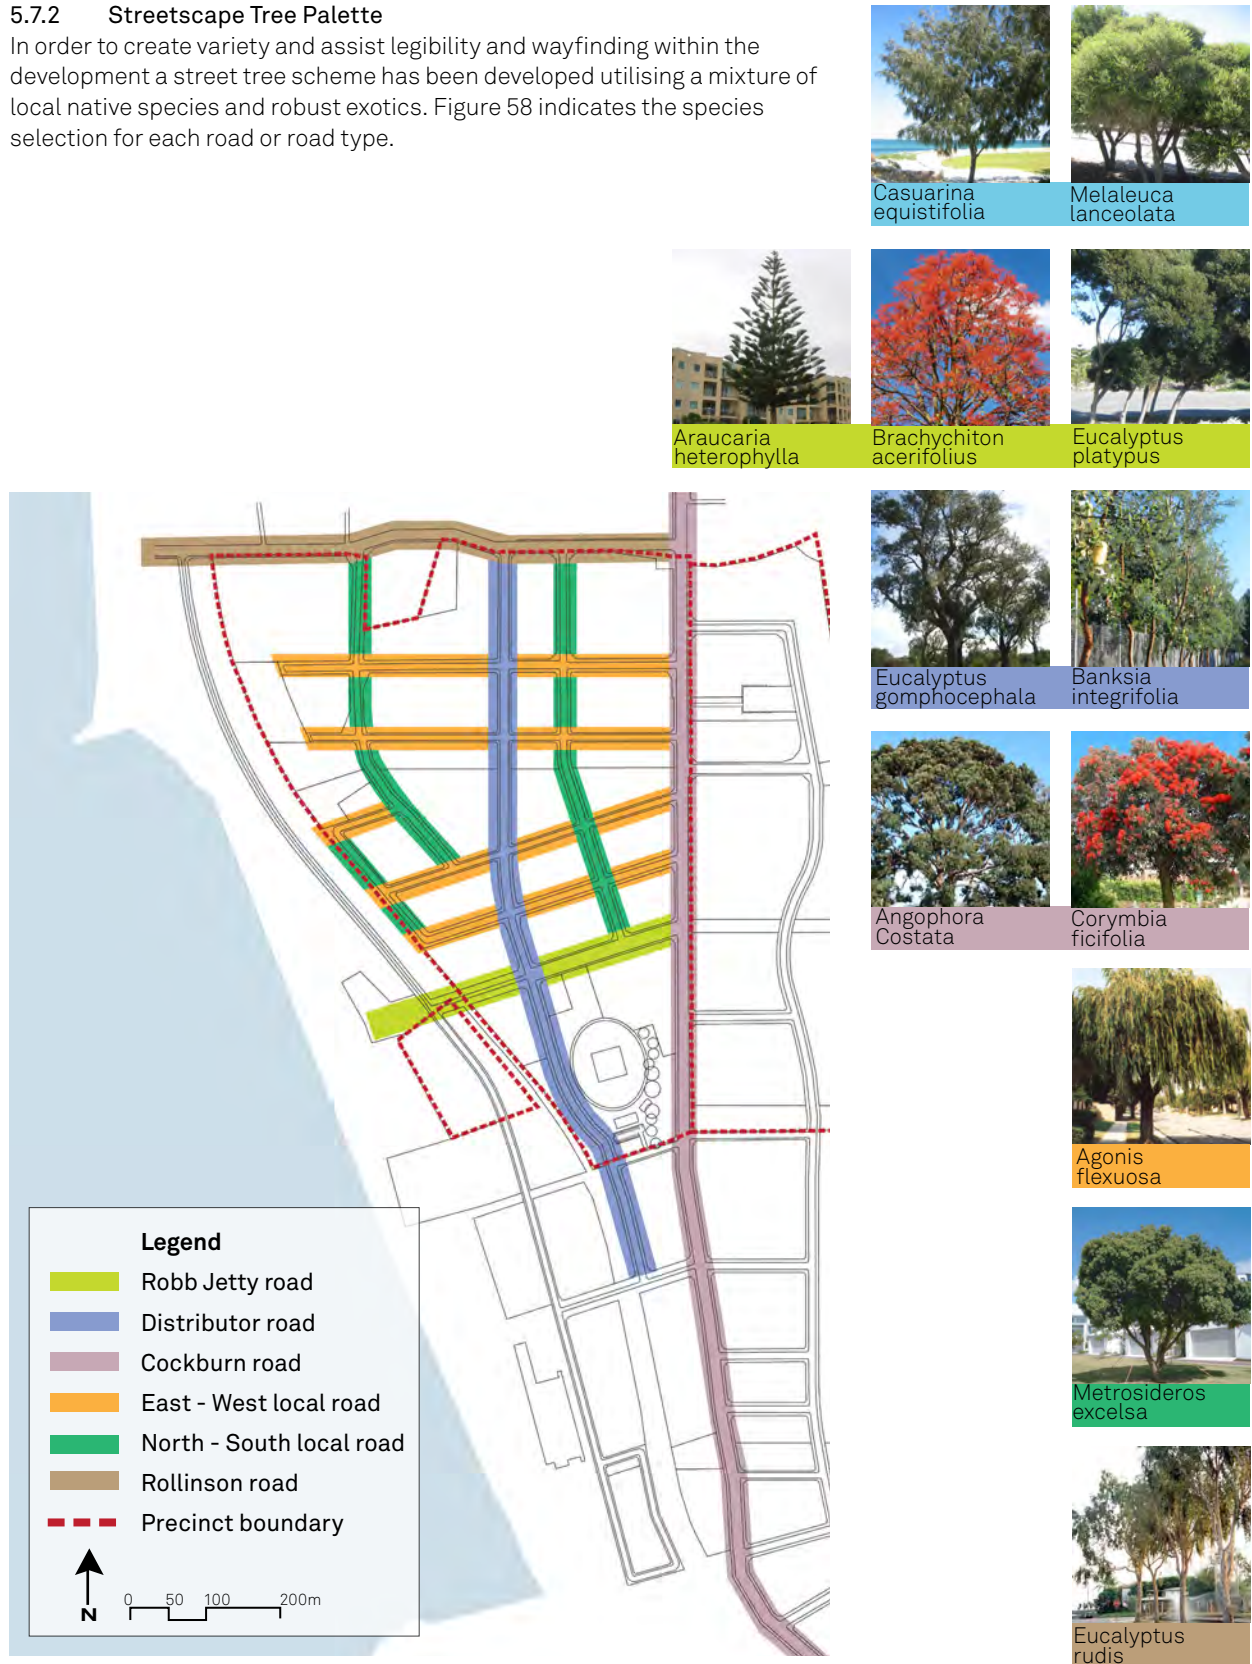 5.7.2 Streetscape Tree Palette
In order to create variety and assist legibility and wayfinding within the
development a street tree scheme has been developed utilising a mixture of
local native species and robust exotics. Figure 58 indicates the species
selection for each road or road type.
Casuarina
equistifolia
Melaleuca
lanceolata
Araucaria
heterophylla
Brachychiton
acerifolius
Eucalyptus
platypus
Eucalyptus
gomphocephala
Banksia
integrifolia
Angophora
Costata
Corymbia
ficifolia
Agonis
flexuosa
Metrosideros
excelsa
Eucalyptus
rudis
Legend
Robb Jetty road
Distributor road
Cockburn road
East - West local road
North - South local road
Rollinson road
Precinct boundary
N
0 50 100 200m